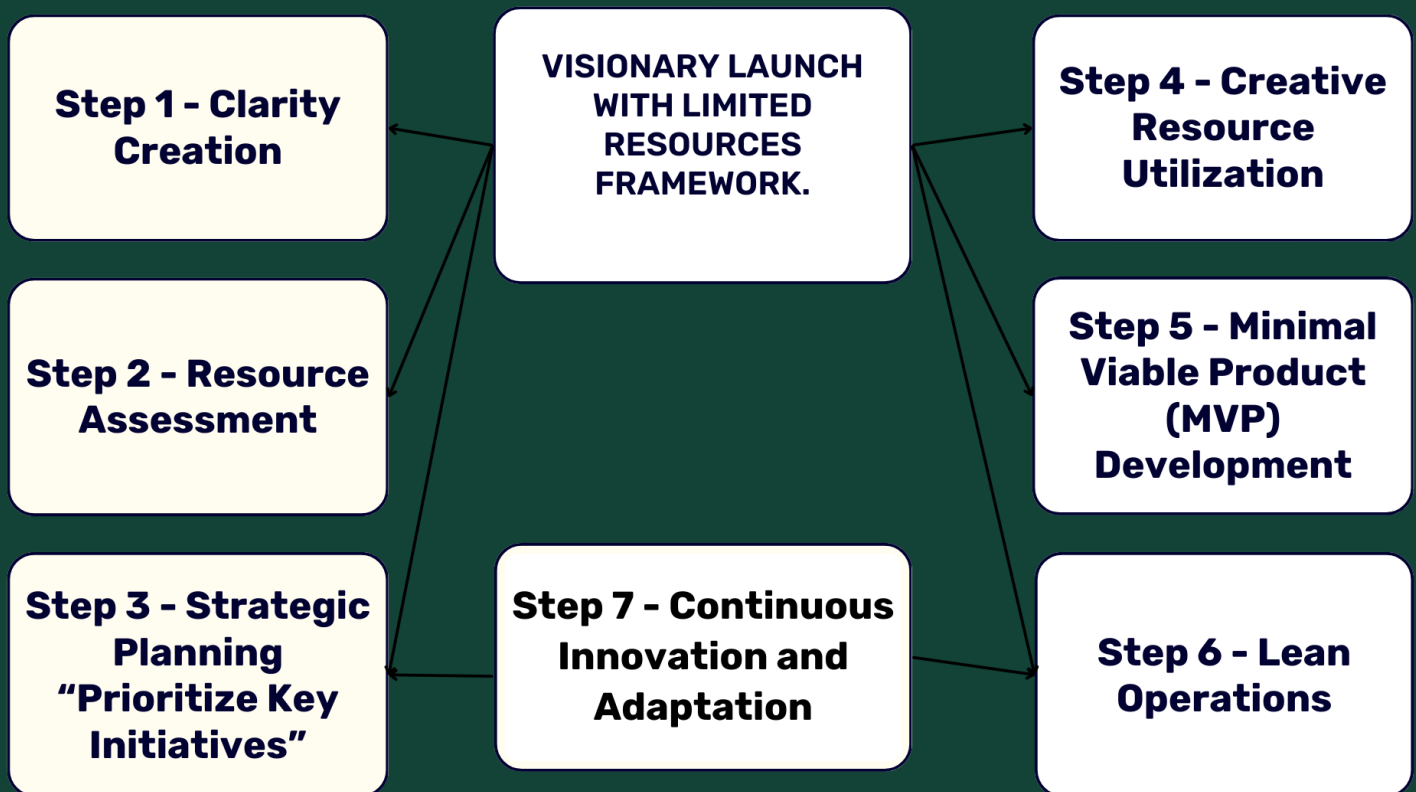 VISIONARY LAUNCH
WITH LIMITED
RESOURCES
FRAMEWORK.
Step 1 - Clarity
Creation
Step 2 - Resource
Assessment
Step 3 - Strategic
Planning
“Prioritize Key
Initiatives”
Step 4 - Creative
Resource
Utilization
Step 5 - Minimal
Viable Product
(MVP)
Development
Step 6 - Lean
Operations
Step 7 - Continuous
Innovation and
Adaptation